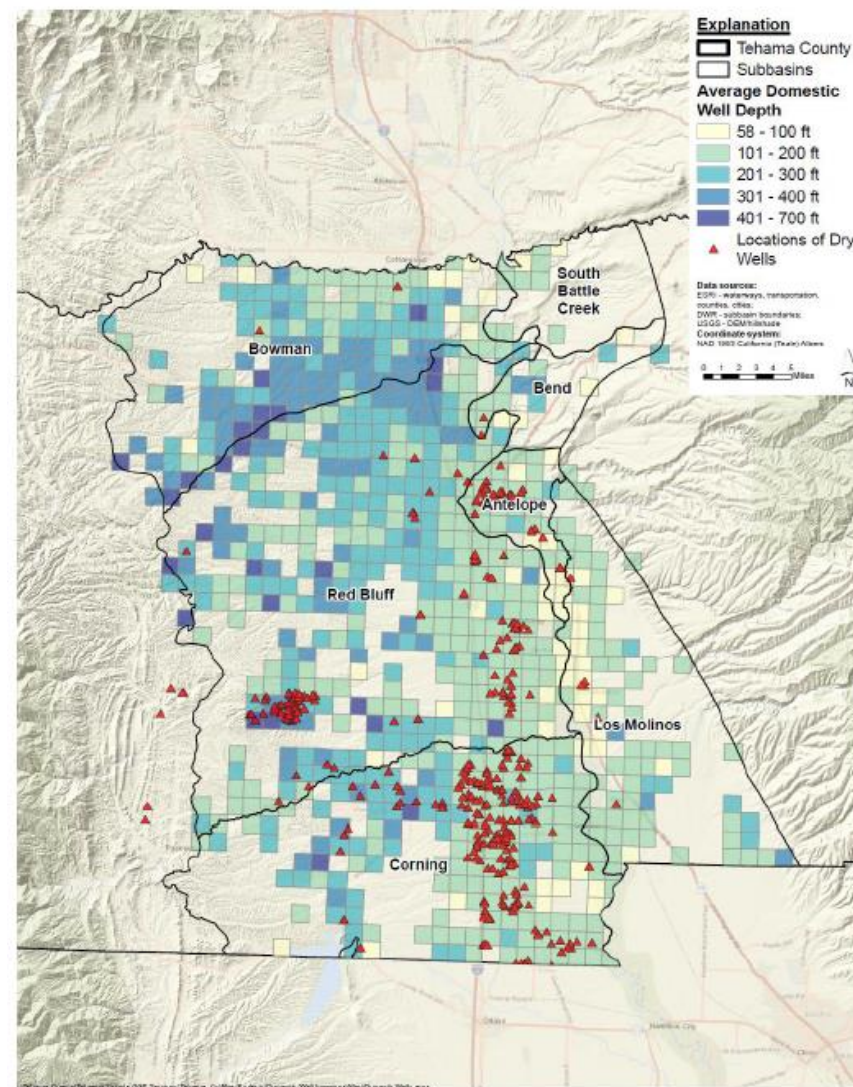 Explanation
Tehama County
Subbasins
Average Domestic
Well Depth
58 - 100 ft
101 - 200 ft
201 - 300 ft
301 - 400 ft
401 - 700 ft
Locations of Dry
Wells
Data sources:
ESRI - waterways, transportation,
counties, cities;
DWR - subbasin boundaries;
USGS - DEM/hillshade
Coordinate system:
NAD 1983 California (Teale) Albers
0 1 2 3 4 5
Miles
N
South
Battle
Creek
Bowman
Bend
Antelope
Red Bluff
Los Molinos
Corning